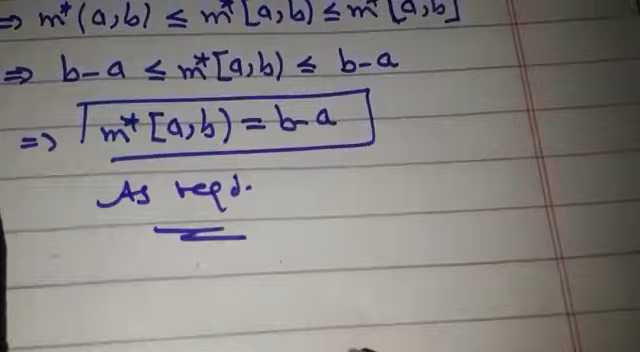 ⇒ m*(a,b) ≤ m*[a,b) ≤ m*[a,b]
⇒ b-a ≤ m*[a,b) ≤ b-a
⇒ m*[a,b) = b-a
As reqd.